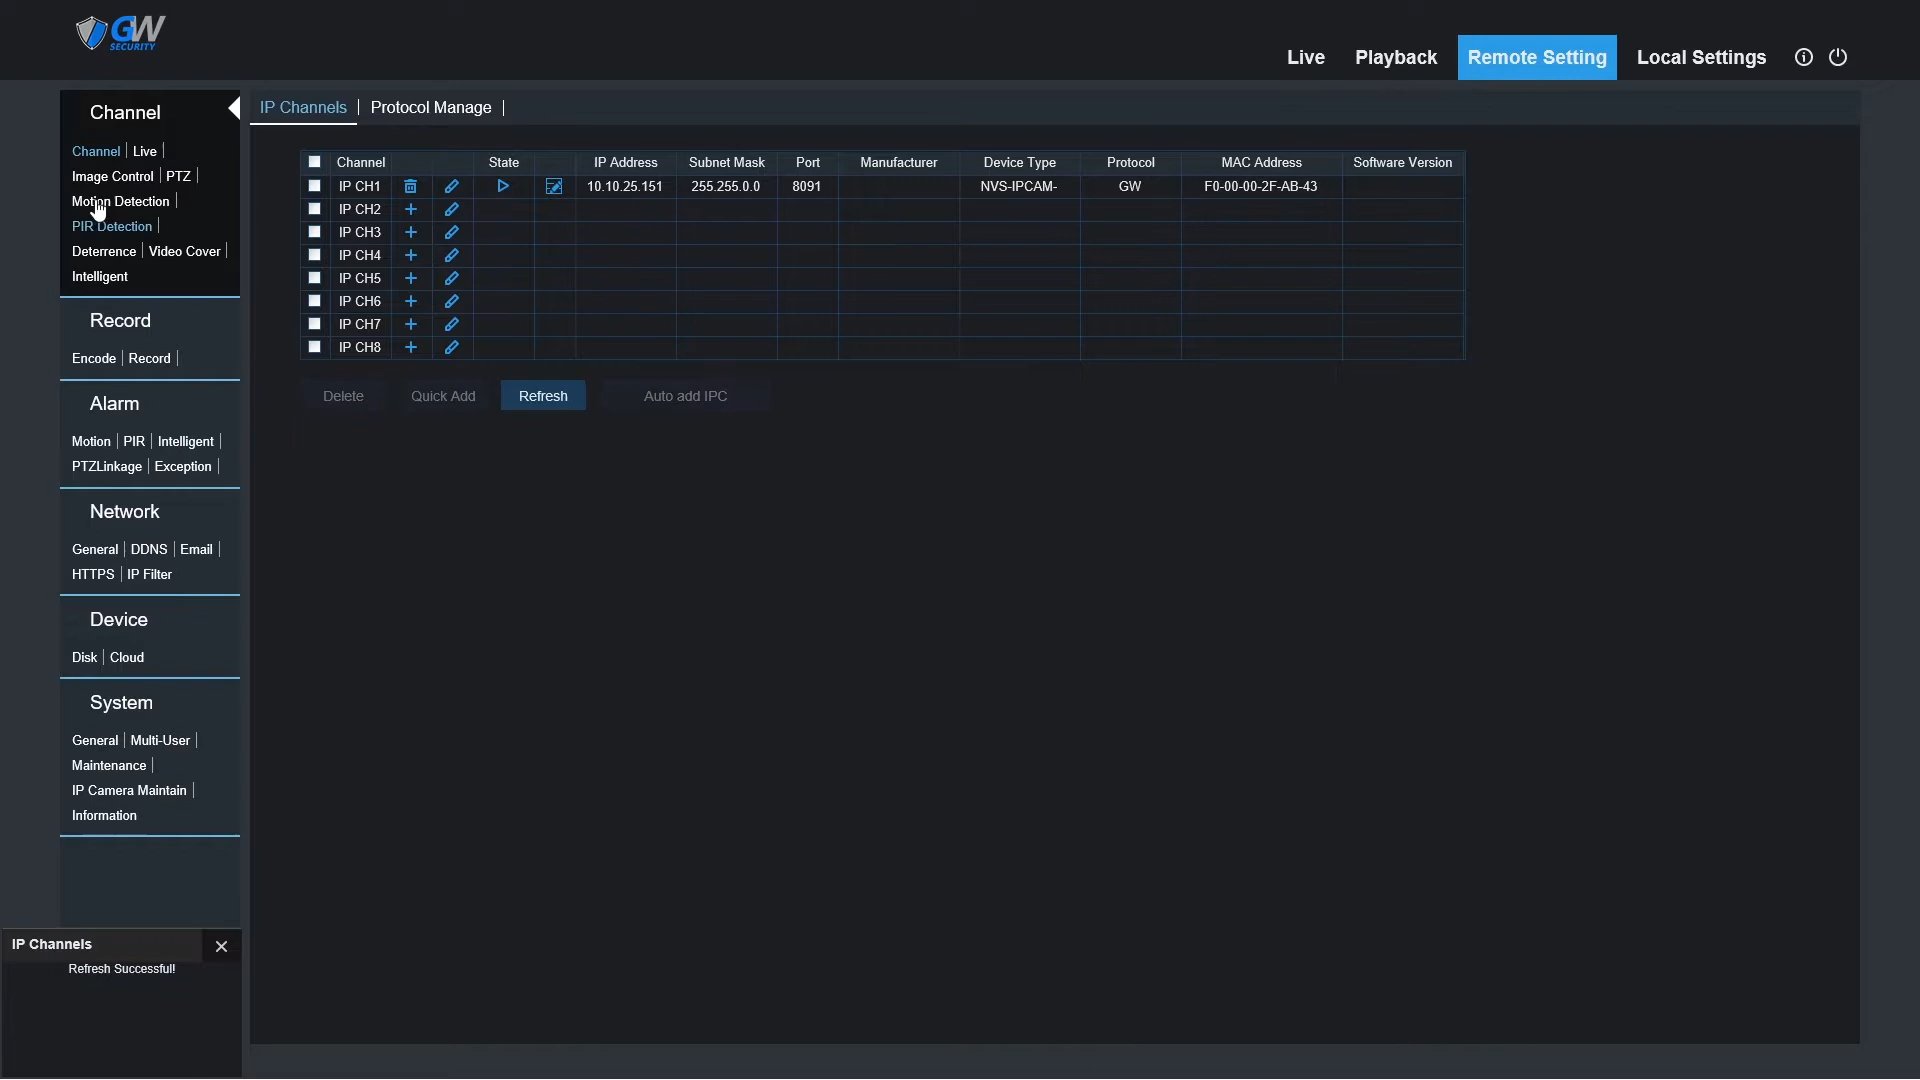 GW
SECURITY
Live Playback Remote Setting Local Settings
Channel
Channel | Live |
Image Control | PTZ |
Motion Detection |
PIR Detection |
Deterrence | Video Cover |
Intelligent
Record
Encode | Record |
Alarm
Motion | PIR | Intelligent |
PTZLinkage | Exception |
Network
General | DDNS | Email |
HTTPS | IP Filter
Device
Disk | Cloud
System
General | Multi-User |
Maintenance |
IP Camera Maintain |
Information
IP Channels | Protocol Manage |
Channel State IP Address Subnet Mask Port Manufacturer Device Type Protocol MAC Address Software Version
IP CH1 10.10.25.151 255.255.0.0 8091 NVS-IPCAM- GW F0-00-00-2F-AB-43
IP CH2
IP CH3
IP CH4
IP CH5
IP CH6
IP CH7
IP CH8
Delete Quick Add Refresh Auto add IPC
IP Channels
Refresh Successful!